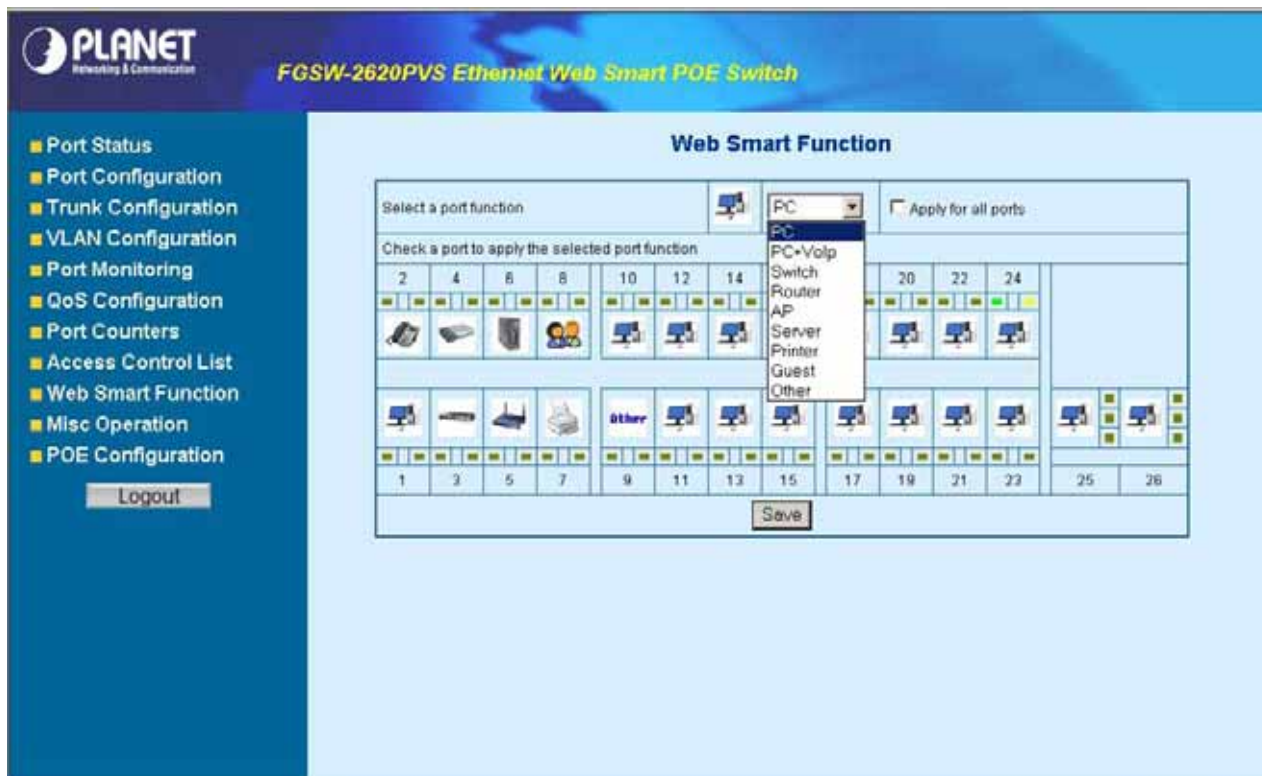 PLANET
Networking & Communication
FGSW-2620PVS Ethernet Web Smart POE Switch
Port Status
Port Configuration
Trunk Configuration
VLAN Configuration
Port Monitoring
QoS Configuration
Port Counters
Access Control List
Web Smart Function
Misc Operation
POE Configuration
Logout
Web Smart Function
Select a port function
PC
Apply for all ports
PC
PC+VoIp
Switch
Router
AP
Server
Printer
Guest
Other
Check a port to apply the selected port function
2 4 6 8 10 12 14 20 22 24
Other
1 3 5 7 9 11 13 15 17 19 21 23 25 26
Save